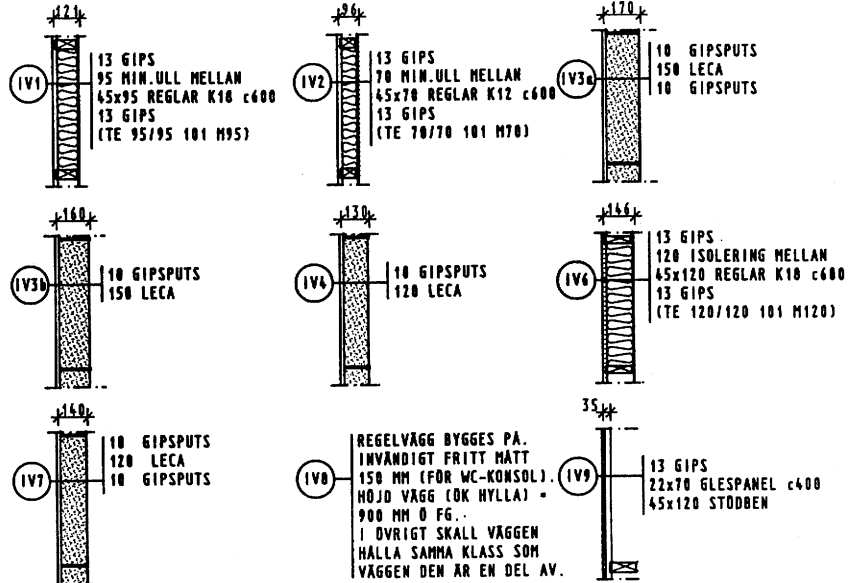 121
IV1
13 GIPS
95 MIN.ULL MELLAN
45x95 REGLAR K18 c600
13 GIPS
(TE 95/95 101 M95)
96
IV2
13 GIPS
70 MIN.ULL MELLAN
45x70 REGLAR K12 c600
13 GIPS
(TE 70/70 101 M70)
170
IV3a
10 GIPSPUTS
150 LECA
10 GIPSPUTS
160
IV3b
10 GIPSPUTS
150 LECA
130
IV4
10 GIPSPUTS
120 LECA
146
IV6
13 GIPS
120 ISOLERING MELLAN
45x120 REGLAR K18 c600
13 GIPS
(TE 120/120 101 M120)
140
IV7
10 GIPSPUTS
120 LECA
10 GIPSPUTS
IV8
REGELVÄGG BYGGES PÅ.
INVÄNDIGT FRITT MÅTT
150 MM (FÖR WC-KONSOL).
HÖJD VÄGG (ÖK HYLLA) =
900 MM Ö FG.
I ÖVRIGT SKALL VÄGGEN
HÅLLA SAMMA KLASS SOM
VÄGGEN DEN ÄR EN DEL AV.
35
IV9
13 GIPS
22x70 GLESPANEL c400
45x120 STÖDBEN